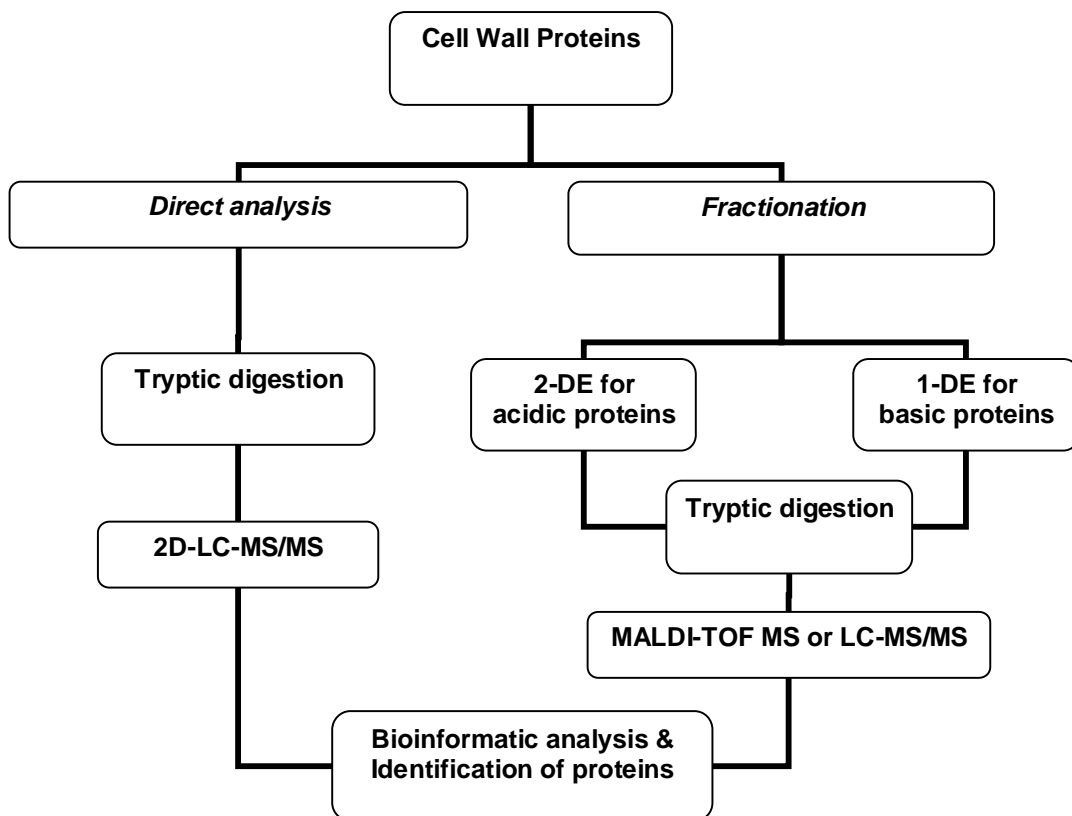 Cell Wall Proteins
Direct analysis
Fractionation
Tryptic digestion
2-DE for
acidic proteins
1-DE for
basic proteins
Tryptic digestion
2D-LC-MS/MS
MALDI-TOF MS or LC-MS/MS
Bioinformatic analysis &
Identification of proteins